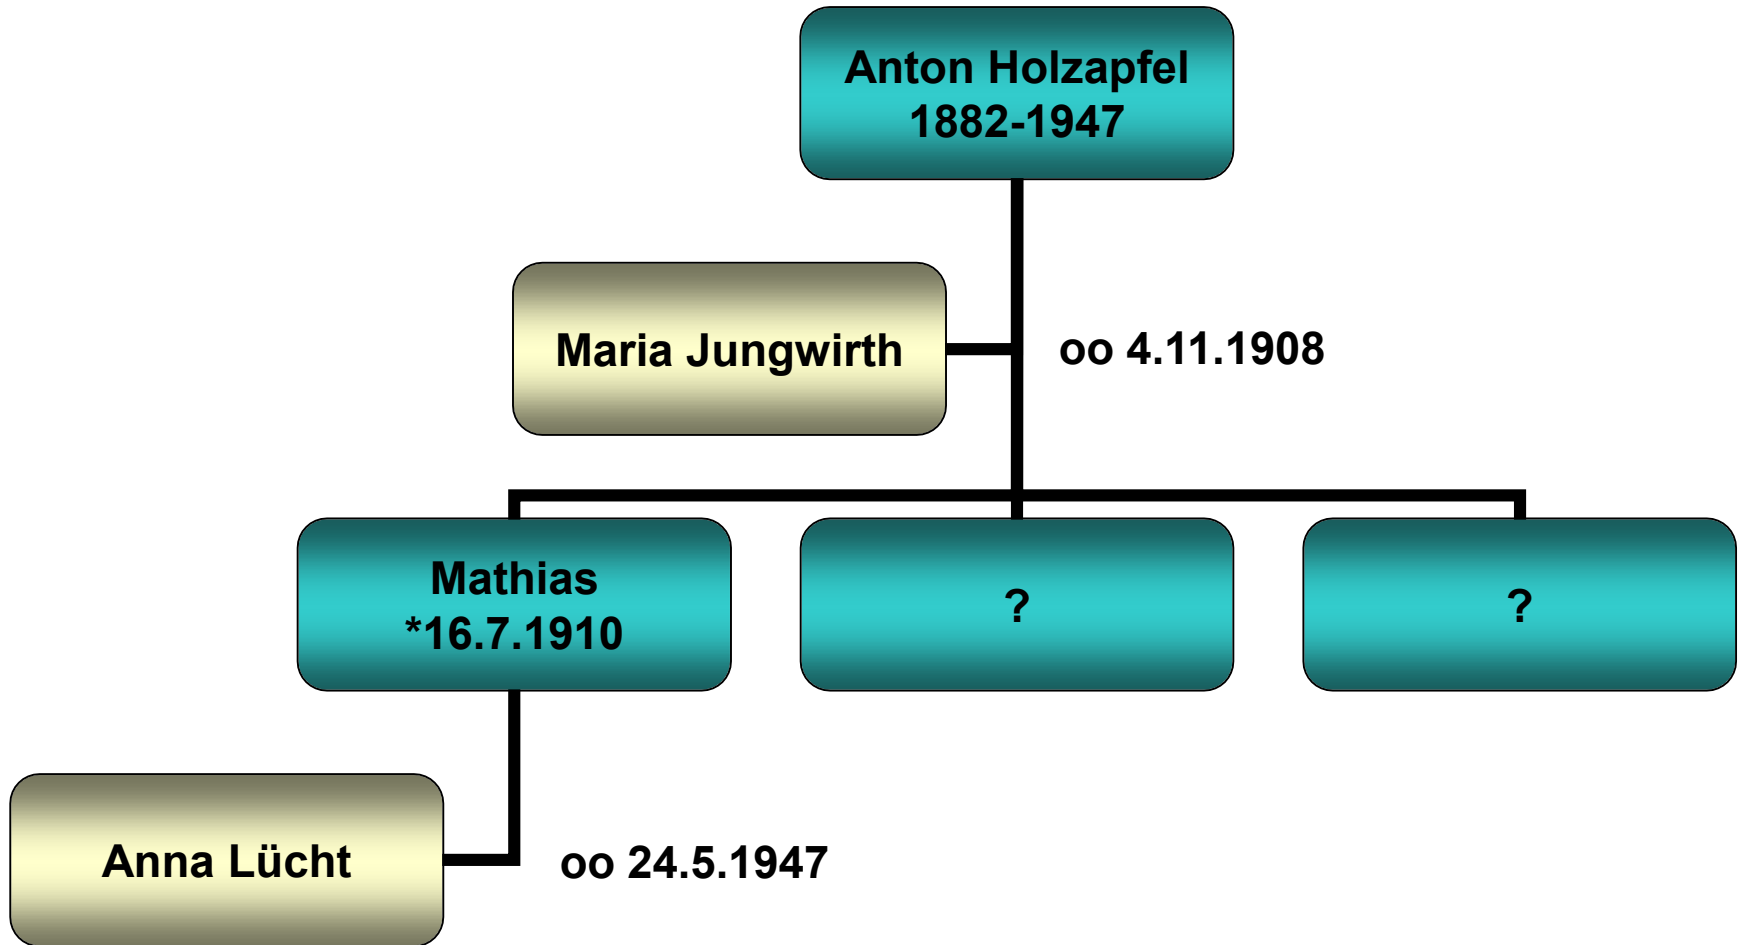 Anton Holzapfel
1882-1947
Maria Jungwirth
oo 4.11.1908
Mathias
*16.7.1910
?
?
Anna Lücht
oo 24.5.1947